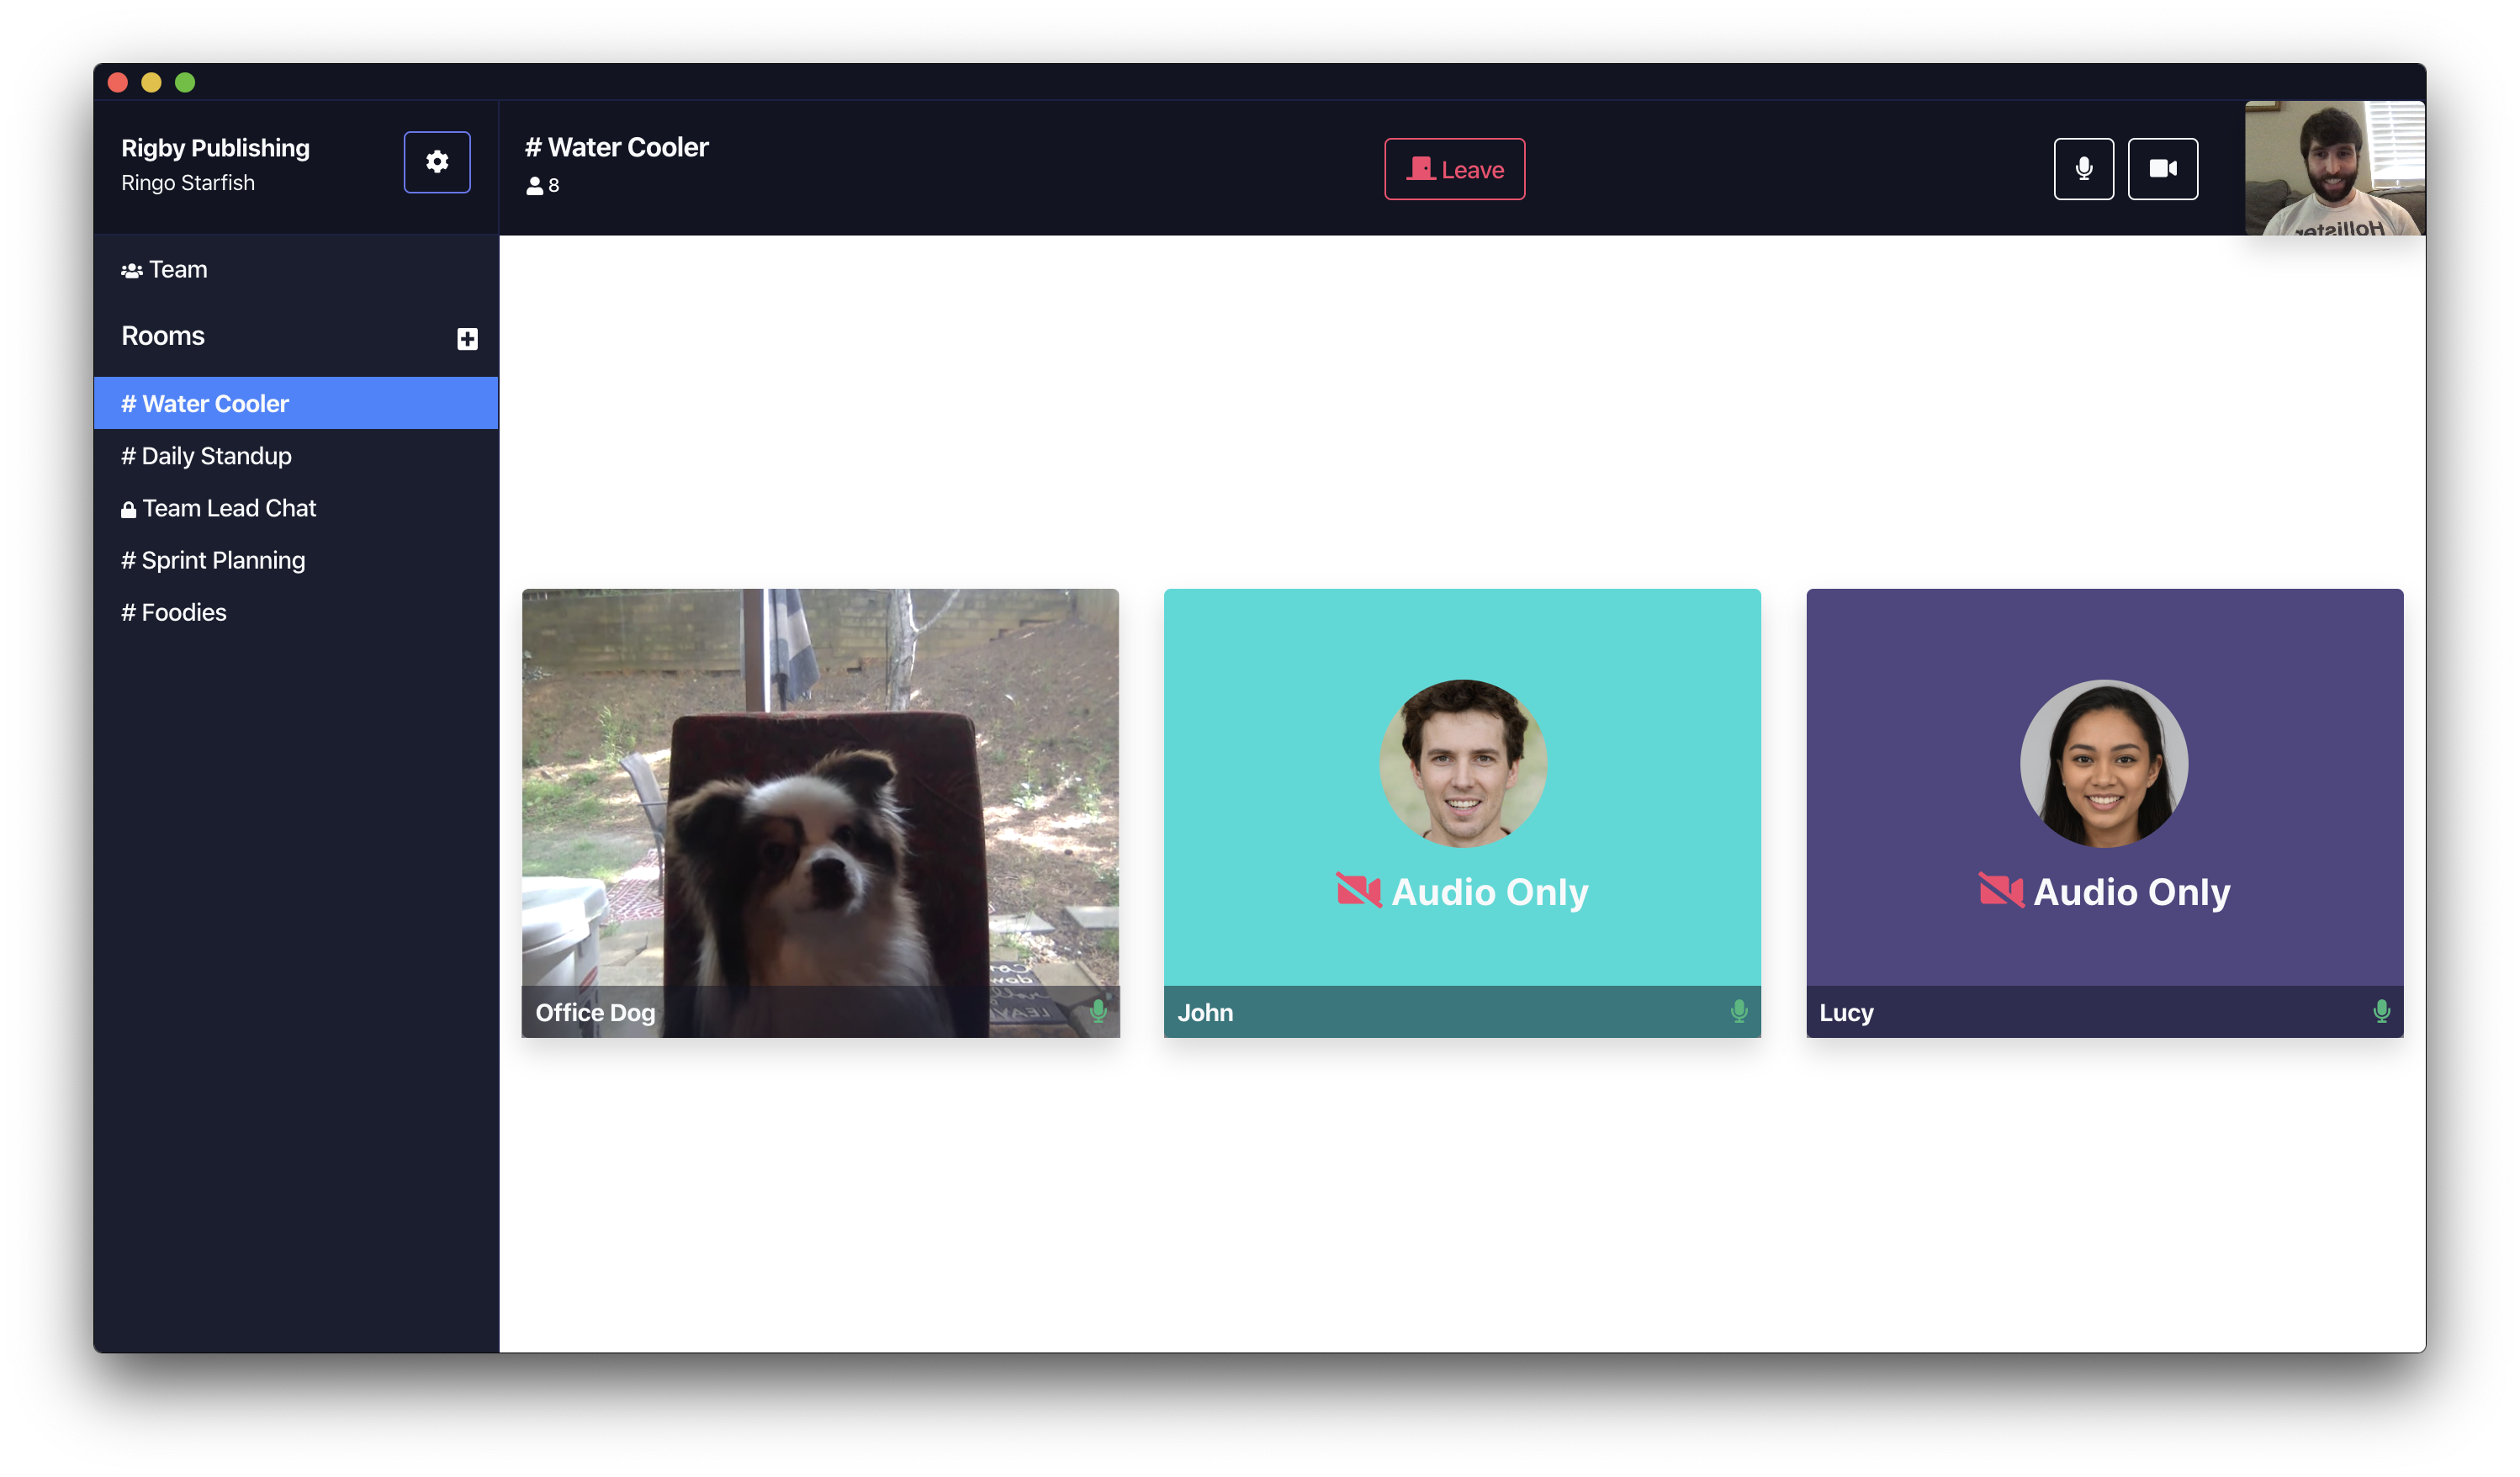 Rigby Publishing
Ringo Starfish
# Water Cooler
8
Leave
Team
Rooms
# Water Cooler
# Daily Standup
Team Lead Chat
# Sprint Planning
# Foodies
Audio Only
Audio Only
Office Dog
John
Lucy
Hollister